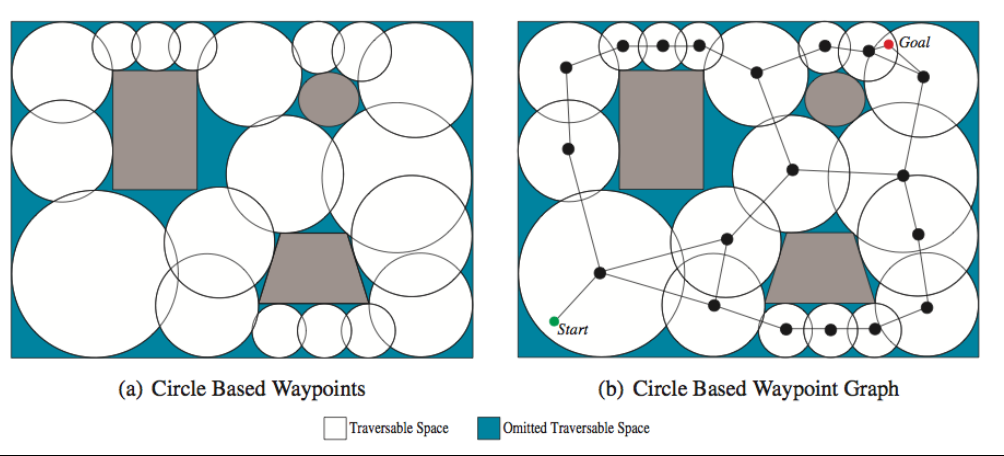 Goal
Start
(a) Circle Based Waypoints
(b) Circle Based Waypoint Graph
Traversable Space
Omitted Traversable Space